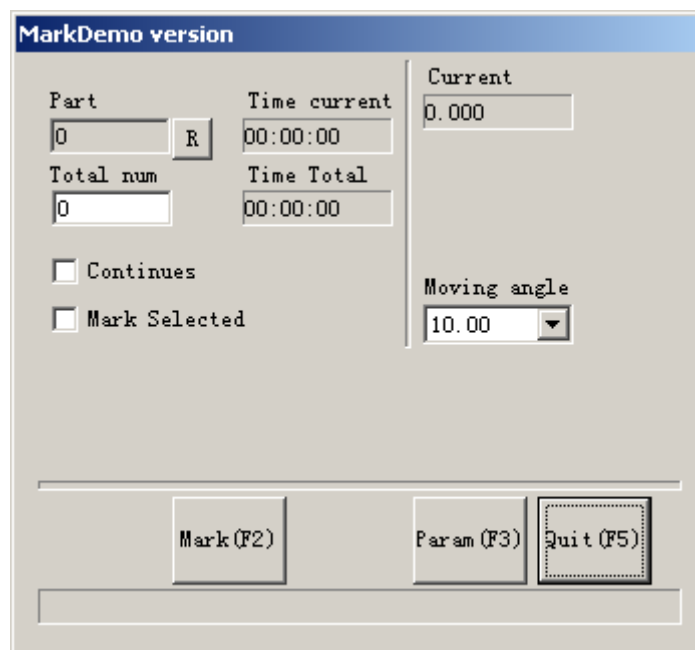 MarkDemo version
Part
Time current
Current
0
R
00:00:00
0.000
Total num
Time Total
0
00:00:00
Continues
Moving angle
Mark Selected
10.00
Mark(F2)
Param(F3)
Quit(F5)